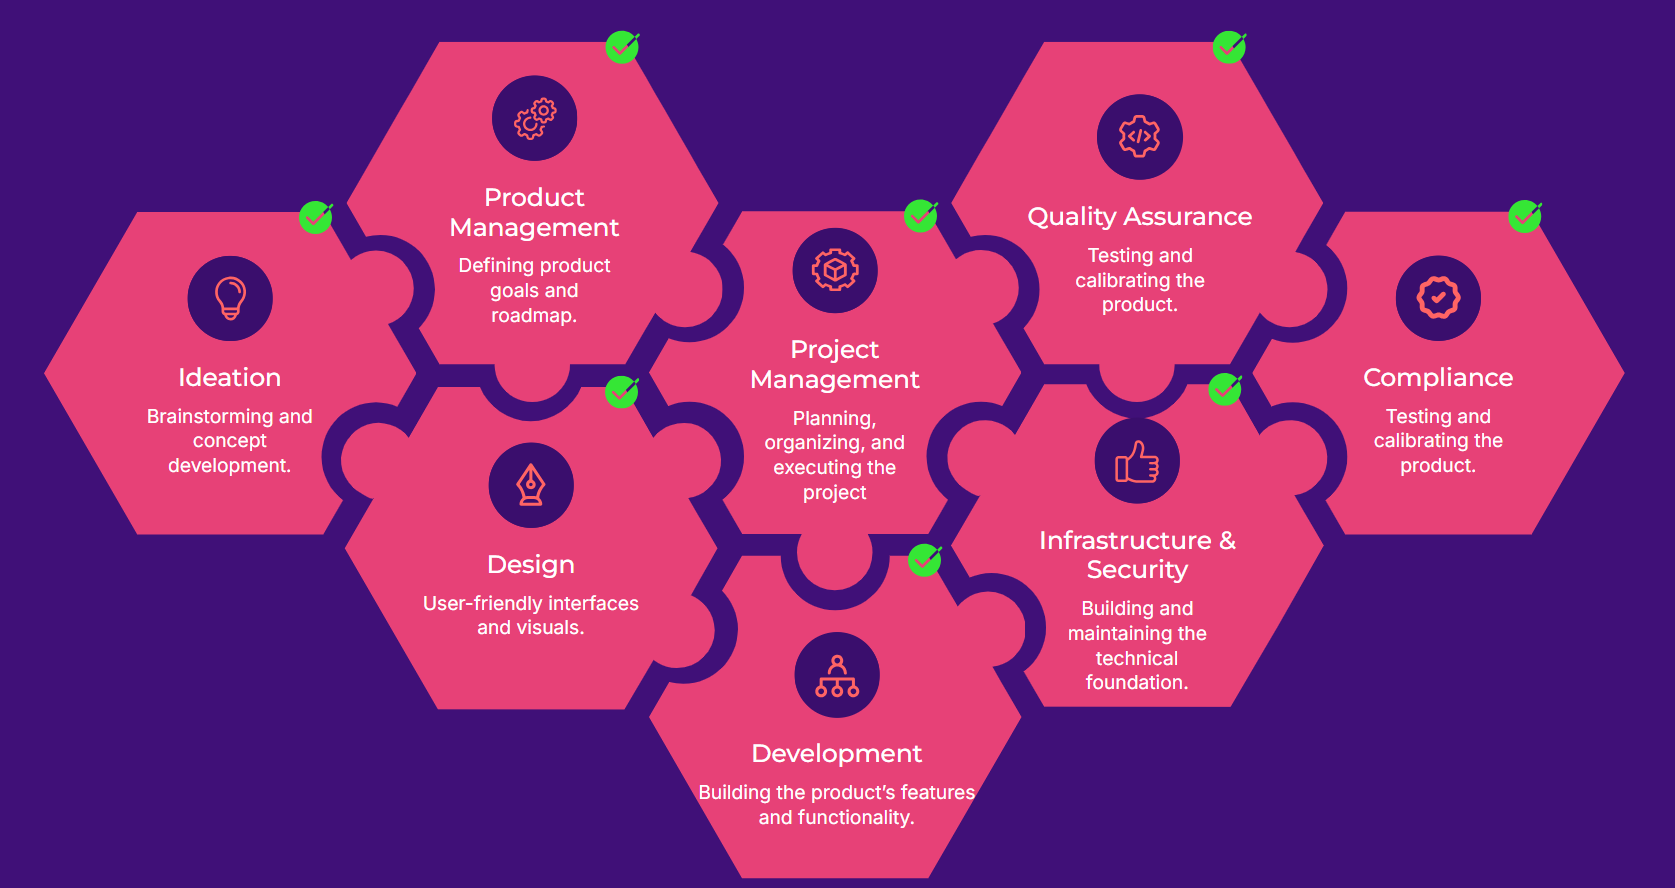 Product
Management
Defining product
goals and
roadmap.
Quality Assurance
Testing and
calibrating the
product.
Ideation
Brainstorming and
concept
development.
Project
Management
Planning,
organizing, and
executing the
project
Compliance
Testing and
calibrating the
product.
Design
User-friendly interfaces
and visuals.
Infrastructure &
Security
Building and
maintaining the
technical
foundation.
Development
Building the product’s features
and functionality.